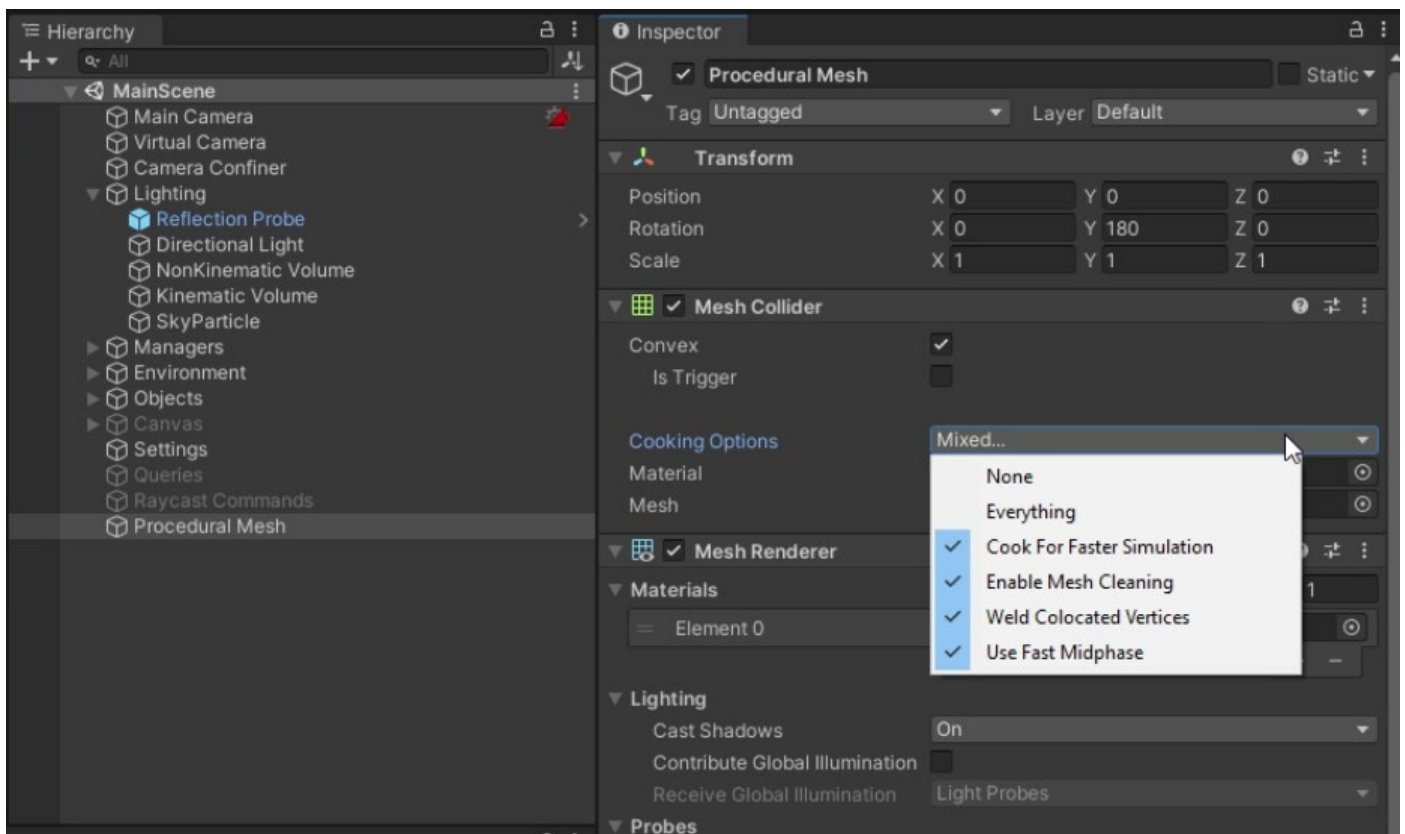 Hierarchy
All
MainScene
Main Camera
Virtual Camera
Camera Confiner
Lighting
Reflection Probe
Directional Light
NonKinematic Volume
Kinematic Volume
SkyParticle
Managers
Environment
Objects
Canvas
Settings
Queries
Raycast Commands
Procedural Mesh
Inspector
Procedural Mesh Static
Tag Untagged Layer Default
Transform
Position X 0 Y 0 Z 0
Rotation X 0 Y 180 Z 0
Scale X 1 Y 1 Z 1
Mesh Collider
Convex
Is Trigger
Cooking Options Mixed...
Material
Mesh
None
Everything
Cook For Faster Simulation
Enable Mesh Cleaning
Weld Colocated Vertices
Use Fast Midphase
Mesh Renderer
Materials 1
Element 0
Lighting
Cast Shadows On
Contribute Global Illumination
Receive Global Illumination Light Probes
Probes